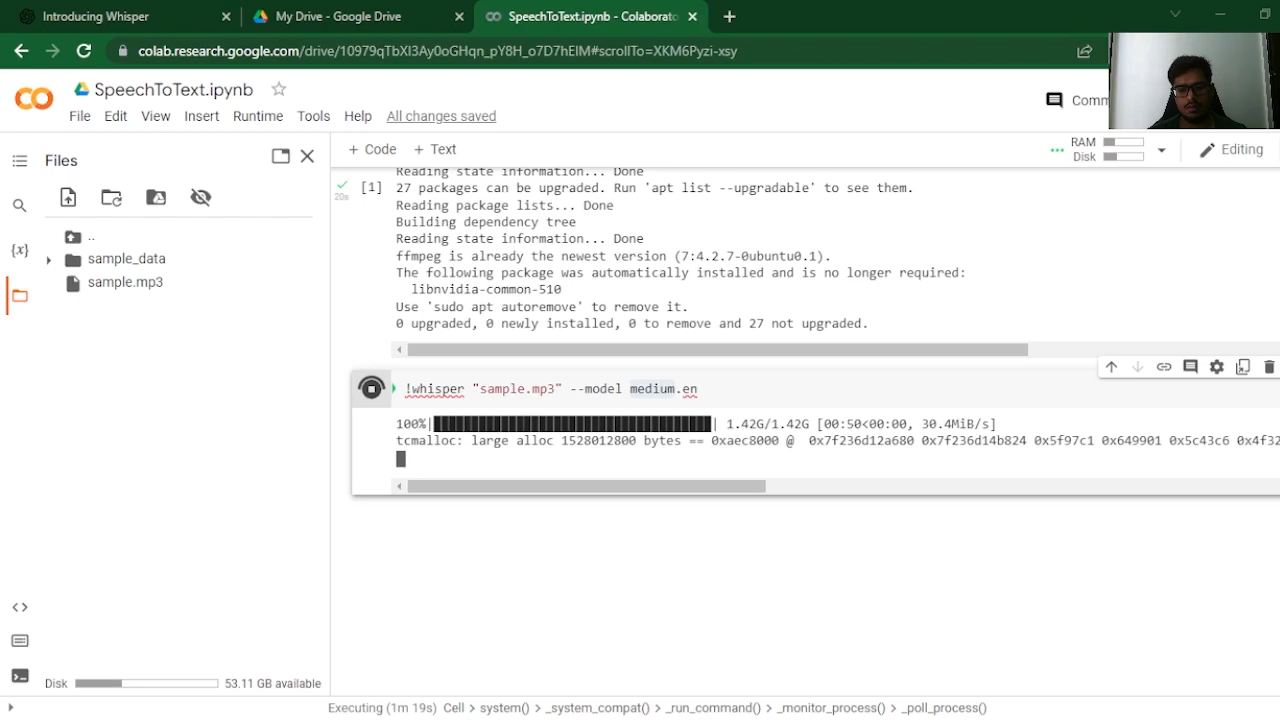 Introducing Whisper
My Drive - Google Drive
SpeechToText.ipynb - Colaborato
colab.research.google.com/drive/10979qTbXI3Ay0oGHqn_pY8H_o7D7hEIM#scrollTo=XKM6Pyzi-xsy
SpeechToText.ipynb
File Edit View Insert Runtime Tools Help All changes saved
Comm
Files
+ Code + Text
RAM
Disk
Editing
..
sample_data
sample.mp3
Reading state information... Done
[1] 27 packages can be upgraded. Run 'apt list --upgradable' to see them.
20s
Reading package lists... Done
Building dependency tree
Reading state information... Done
ffmpeg is already the newest version (7:4.2.7-0ubuntu0.1).
The following package was automatically installed and is no longer required:
libnvidia-common-510
Use 'sudo apt autoremove' to remove it.
0 upgraded, 0 newly installed, 0 to remove and 27 not upgraded.
!whisper "sample.mp3" --model medium.en
100%| | 1.42G/1.42G [00:50<00:00, 30.4MiB/s]
tcmalloc: large alloc 1528012800 bytes == 0xaec8000 @ 0x7f236d12a680 0x7f236d14b824 0x5f97c1 0x649901 0x5c43c6 0x4f32
{x}
<>
Disk 53.11 GB available
Executing (1m 19s) Cell > system() > _system_compat() > _run_command() > _monitor_process() > _poll_process()